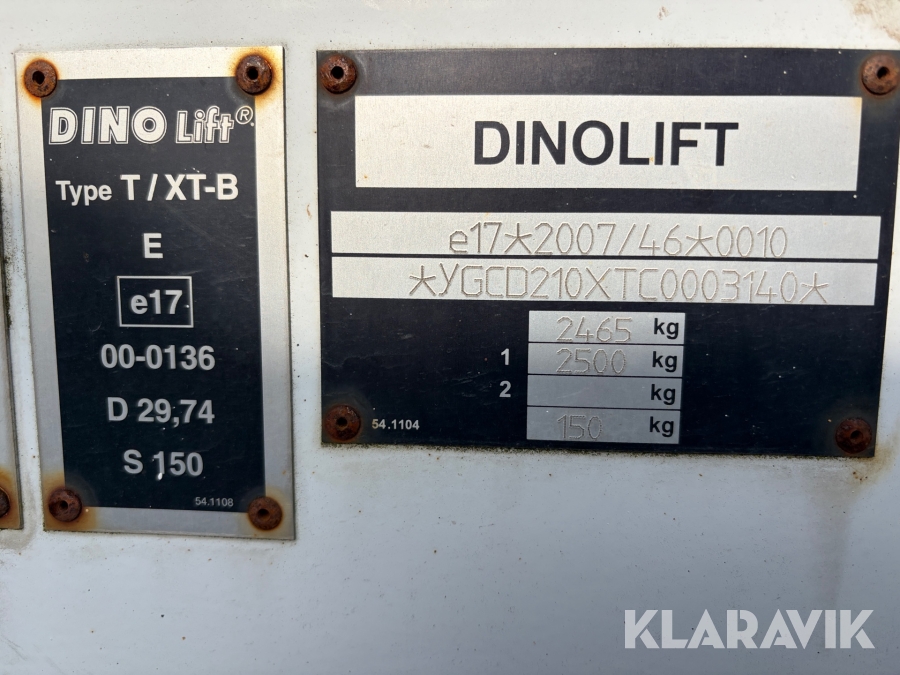 DINO Lift®
Type T / XT-B
E
e17
00-0136
D 29,74
S 150
54.1108
DINOLIFT
e17*2007/46*0010
*YGCD210XTC0003140*
2465 kg
1 2500 kg
2 kg
150 kg
54.1104
KLARAVIK